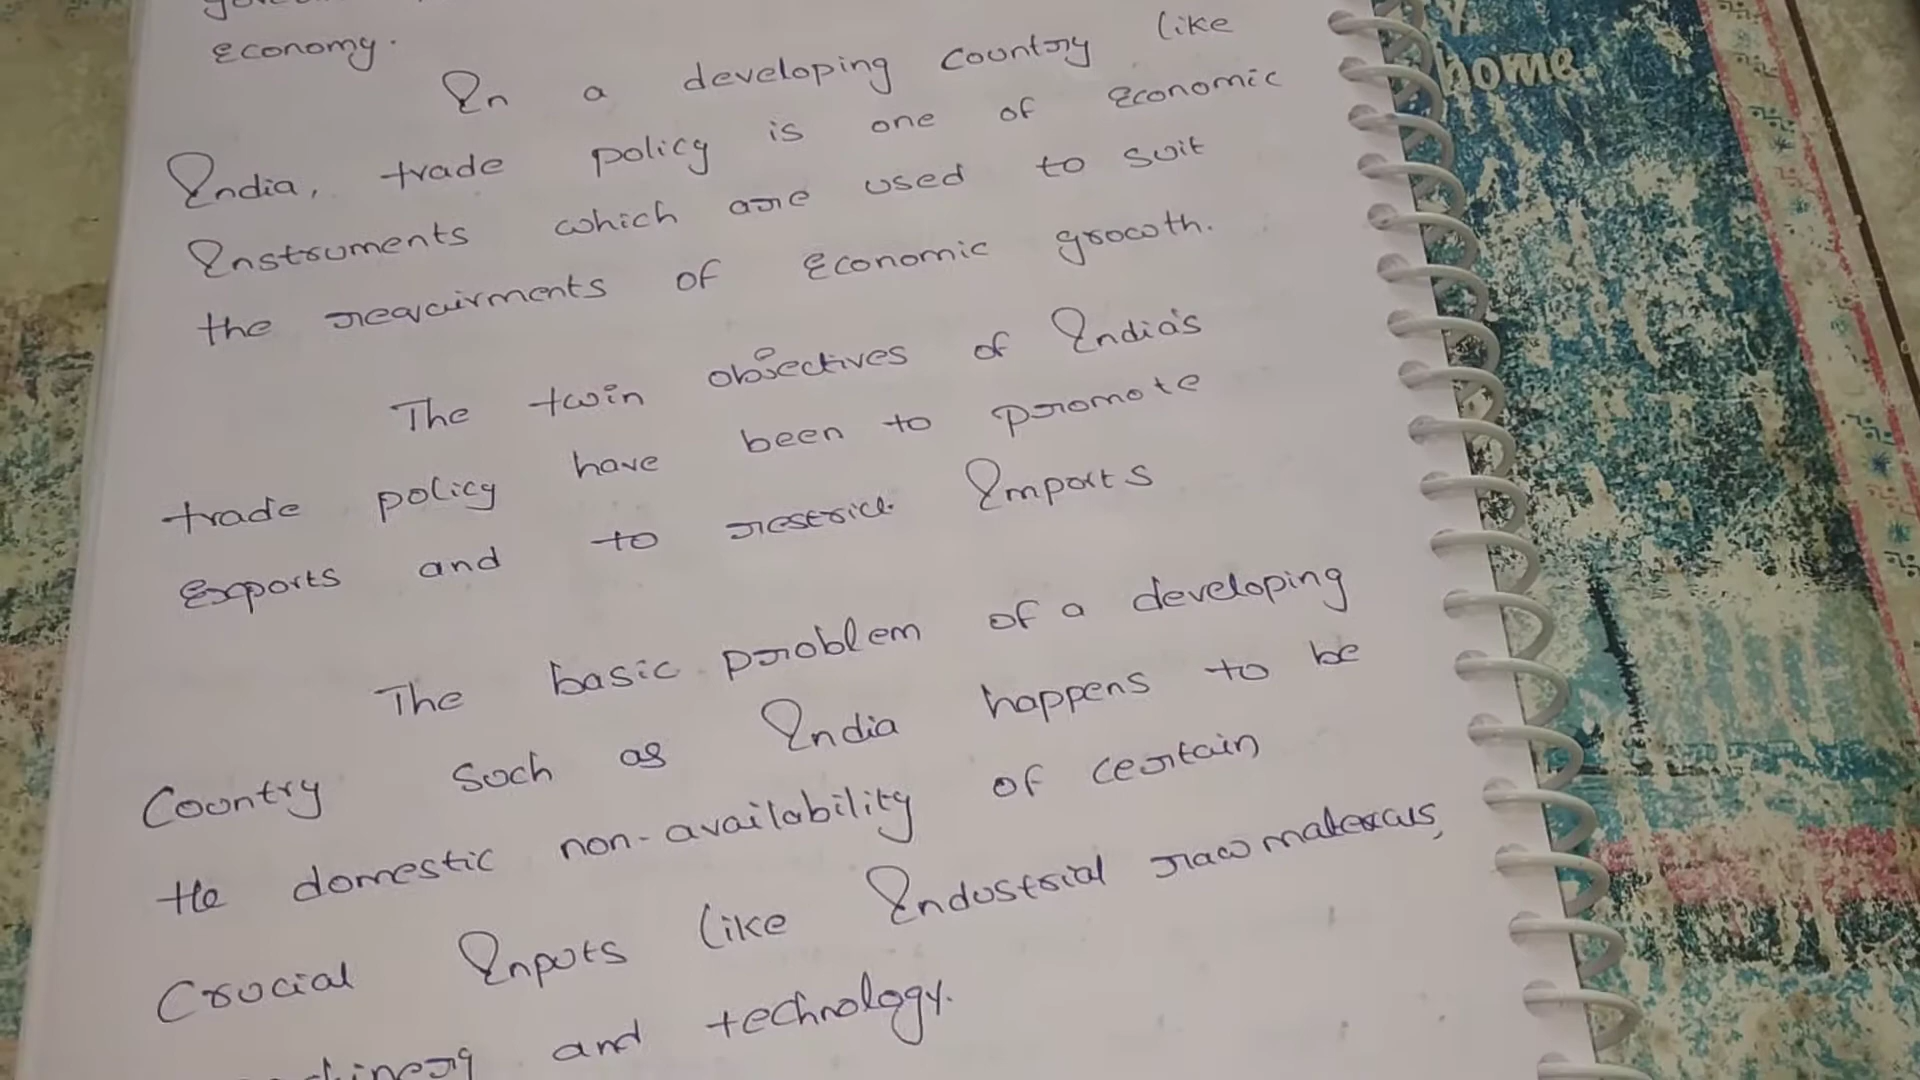 economy.
In a developing country like
India, trade policy is one of economic
Instruments which are used to suit
the requirments of economic growth.
The twin objectives of India's
trade policy have been to promote
exports and to restrict Imports
The basic problem of a developing
Country such as India happens to be
the domestic non-availability of certain
Crucial Inputs like Industrial raw materials,
and technology.
home